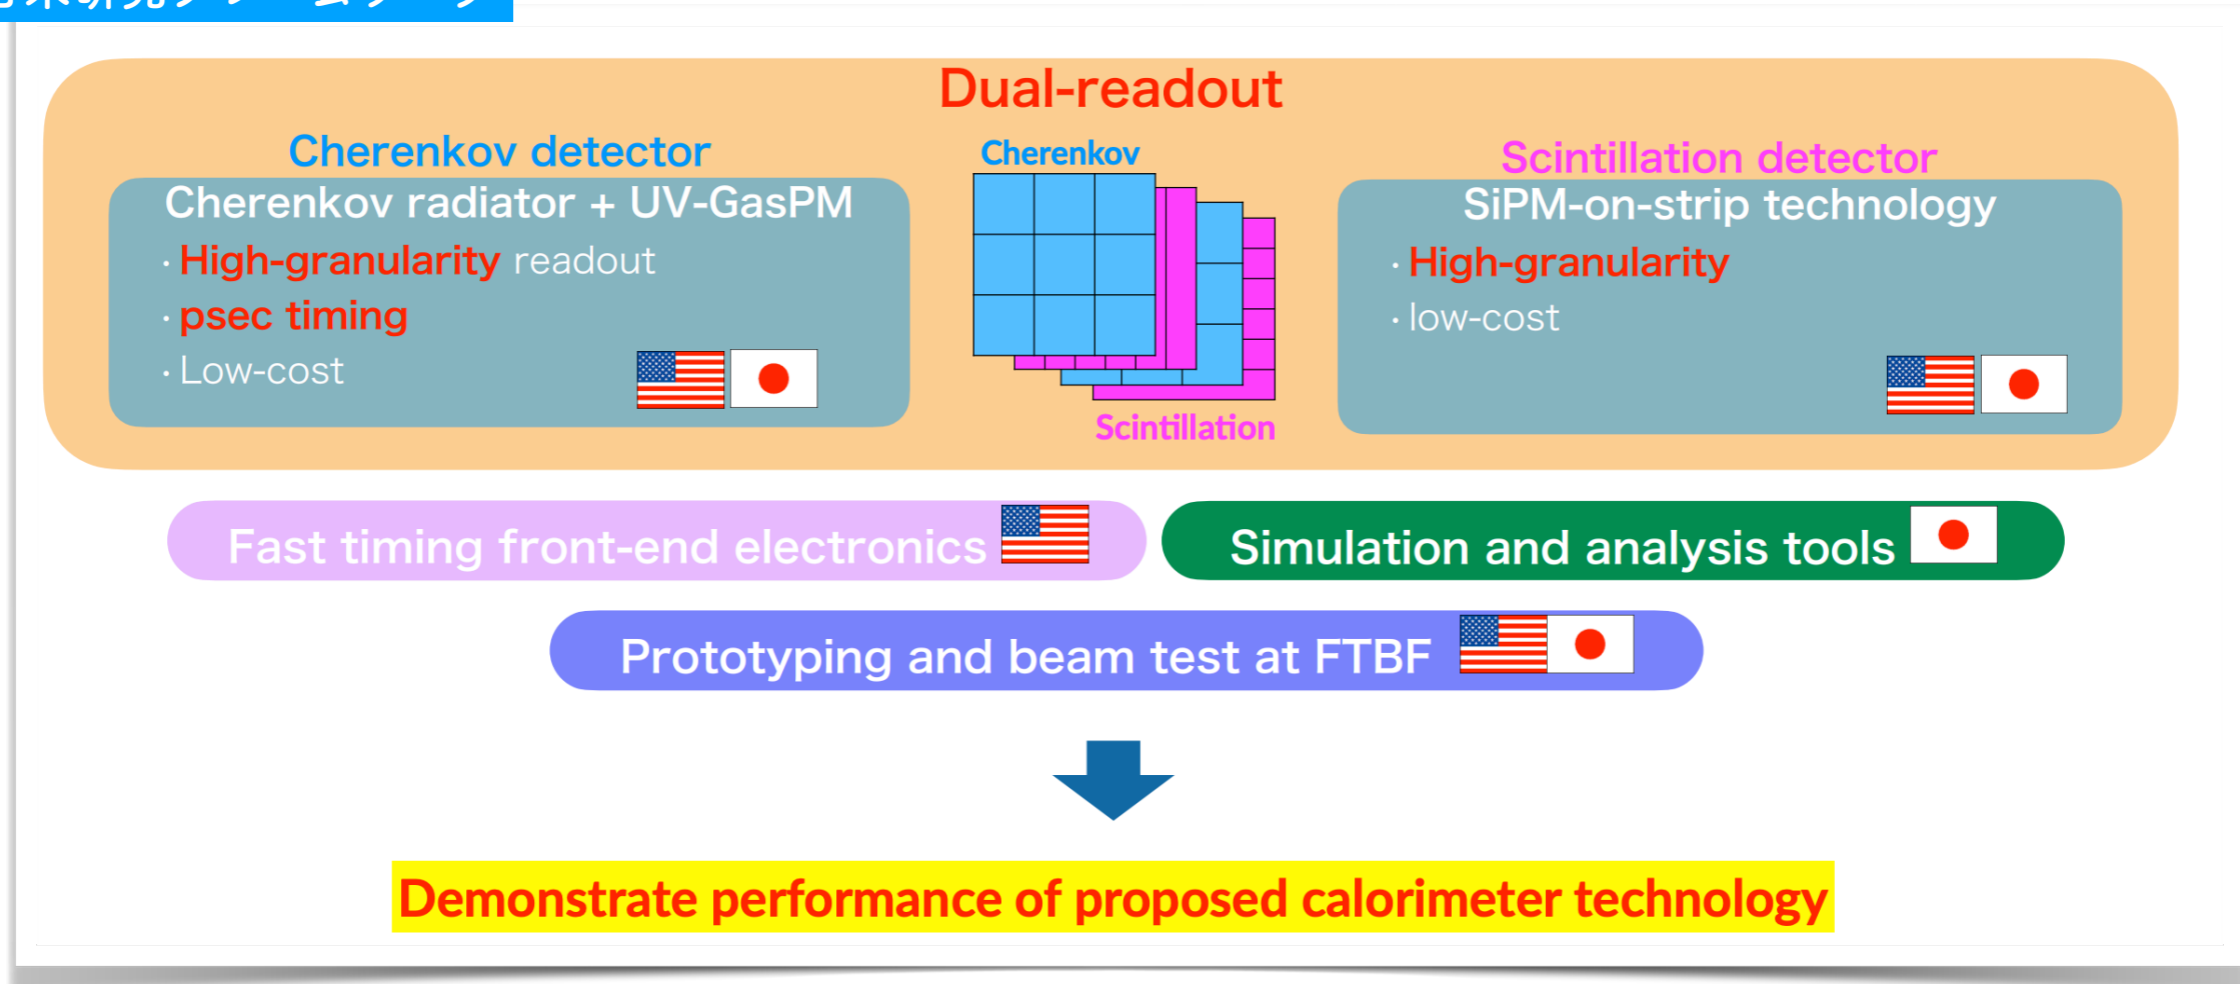 Dual-readout
Cherenkov detector
Cherenkov radiator + UV-GasPM
· High-granularity readout
· psec timing
· Low-cost
Cherenkov
Scintillation
Scintillation detector
SiPM-on-strip technology
· High-granularity
· low-cost
Fast timing front-end electronics
Simulation and analysis tools
Prototyping and beam test at FTBF
Demonstrate performance of proposed calorimeter technology